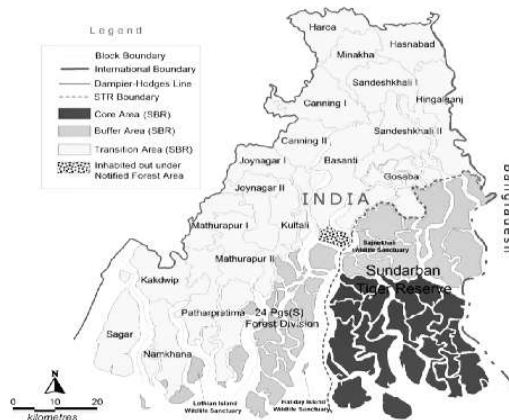 Legend
Block Boundary
International Boundary
Dampier-Hodges Line
STR Boundary
Core Area (SBR)
Buffer Area (SBR)
Transition Area (SBR)
Inhabited but under
Notified Forest Area
Haroa
Hasnabad
Minakha
Sandeshkhali I
Canning I
Hingalganj
Sandeshkhali II
Canning II
Joynagar I
Basanti
Gosaba
Joynagar II
INDIA
Bangladesh
Mathurapur I
Kultali
Sajnekhali
Wildlife Sanctuary
Mathurapur II
Sundarban
Tiger Reserve
Kakdwip
Patharpratima
24 Pgs(S)
Forest Division
Sagar
Namkhana
Lothian Island
Wildlife Sanctuary
Haliday Island
Wildlife Sanctuary
N
10
0
10
20
kilometres